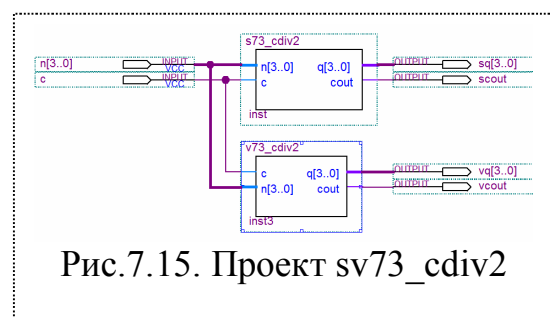 s73_cdiv2
n[3..0] INPUT VCC n[3..0] q[3..0] OUTPUT sq[3..0]
c INPUT VCC c cout OUTPUT scout
inst
v73_cdiv2
c q[3..0] OUTPUT vq[3..0]
n[3..0] cout OUTPUT vcout
inst3
Рис.7.15. Проект sv73_cdiv2